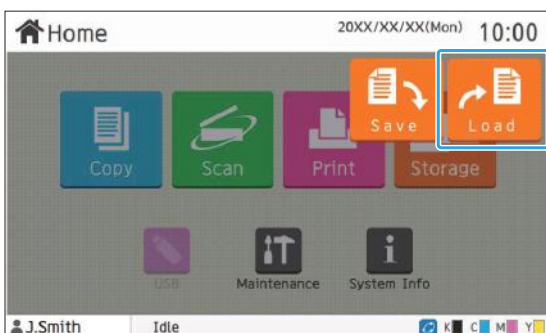 Home 20XX/XX/XX(Mon) 10:00
Save Load
Copy Scan Print Storage
USB Maintenance System Info
J.Smith Idle K C M Y